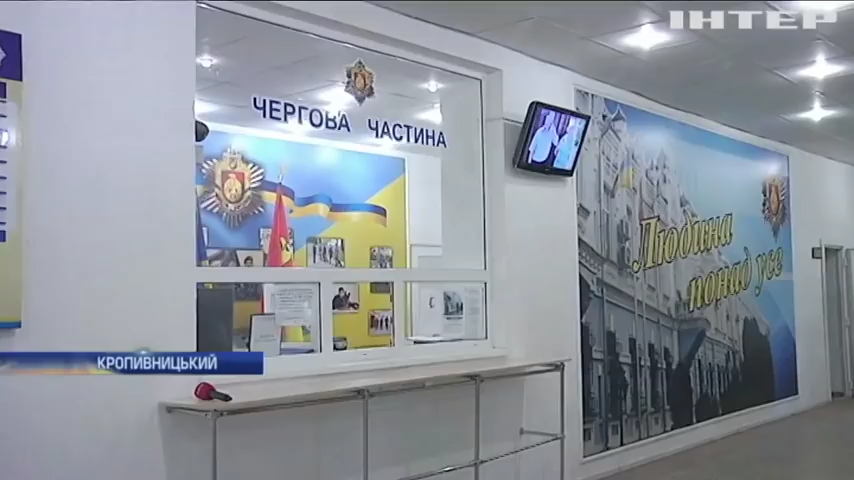 ІНТЕР
ЧЕРГОВА ЧАСТИНА
Людина
понад усе
КРОПИВНИЦЬКИЙ